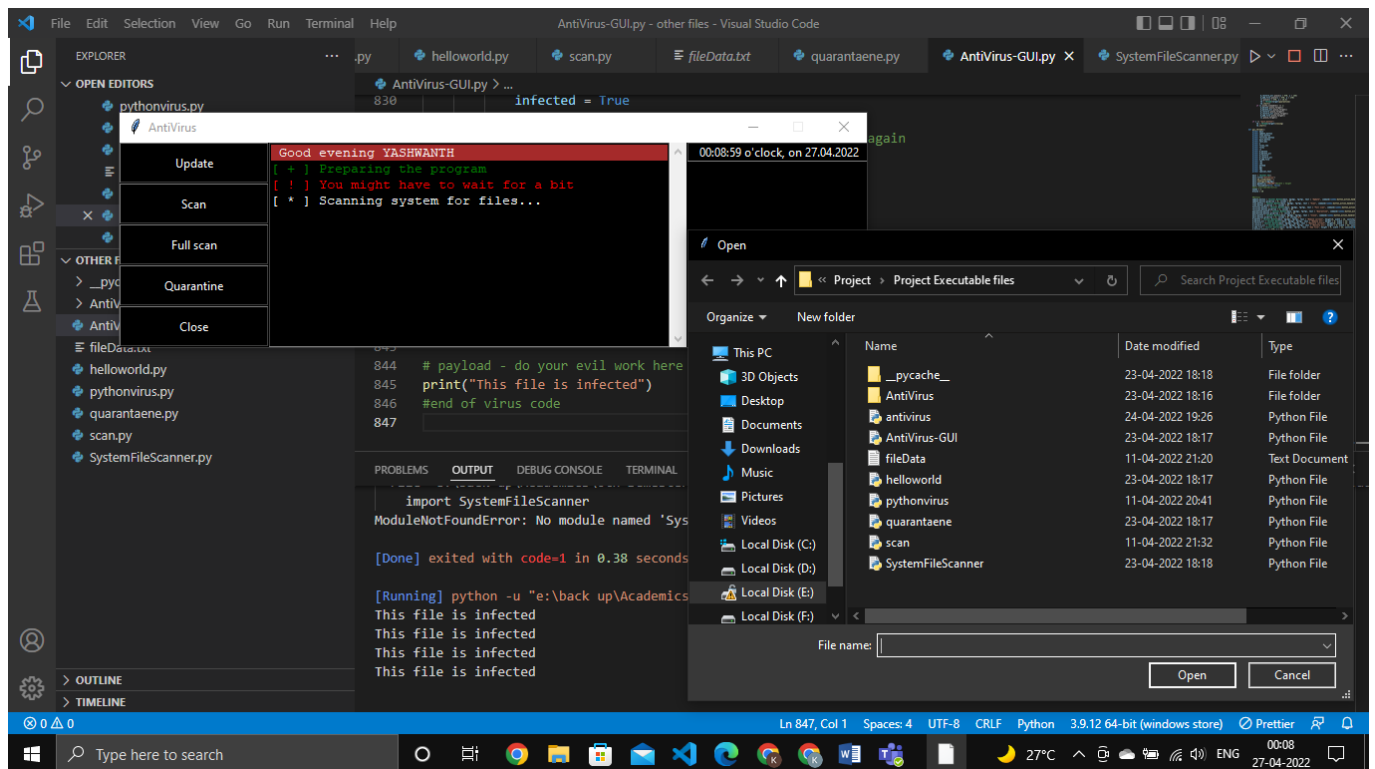 File Edit Selection View Go Run Terminal Help
AntiVirus-GUI.py - other files - Visual Studio Code
EXPLORER
.py helloworld.py scan.py fileData.txt quarantaene.py AntiVirus-GUI.py SystemFileScanner.py
OPEN EDITORS
AntiVirus-GUI.py > ...
pythonvirus.py
830 infected = True
again
AntiVirus
Update
Scan
Full scan
Quarantine
Close
Good evening YASHWANTH
[ + ] Preparing the program
[ ! ] You might have to wait for a bit
[ * ] Scanning system for files...
00:08:59 o'clock, on 27.04.2022
OTHER F
__pyc
AntiV
AntiV
fileData.txt
helloworld.py
pythonvirus.py
quarantaene.py
scan.py
SystemFileScanner.py
844 # payload - do your evil work here
845 print("This file is infected")
846 #end of virus code
847
PROBLEMS OUTPUT DEBUG CONSOLE TERMINAL
import SystemFileScanner
ModuleNotFoundError: No module named 'Sys
[Done] exited with code=1 in 0.38 seconds
[Running] python -u "e:\back up\Academics
This file is infected
This file is infected
This file is infected
This file is infected
Open
« Project > Project Executable files
Search Project Executable files
Organize New folder
This PC
3D Objects
Desktop
Documents
Downloads
Music
Pictures
Videos
Local Disk (C:)
Local Disk (D:)
Local Disk (E:)
Local Disk (F:)
Name Date modified Type
__pycache__ 23-04-2022 18:18 File folder
AntiVirus 23-04-2022 18:16 File folder
antivirus 24-04-2022 19:26 Python File
AntiVirus-GUI 23-04-2022 18:17 Python File
fileData 11-04-2022 21:20 Text Document
helloworld 23-04-2022 18:17 Python File
pythonvirus 11-04-2022 20:41 Python File
quarantaene 23-04-2022 18:17 Python File
scan 11-04-2022 21:32 Python File
SystemFileScanner 23-04-2022 18:18 Python File
File name:
Open Cancel
OUTLINE
TIMELINE
0 0
Ln 847, Col 1 Spaces: 4 UTF-8 CRLF Python 3.9.12 64-bit (windows store) Prettier
Type here to search
27°C ENG
00:08
27-04-2022